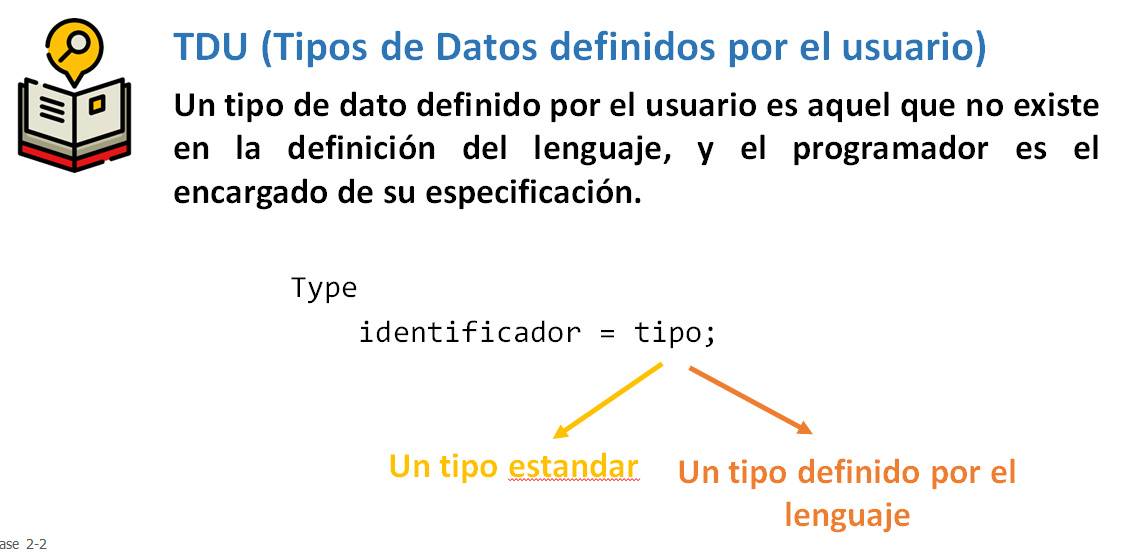 TDU (Tipos de Datos definidos por el usuario)
Un tipo de dato definido por el usuario es aquel que no existe
en la definición del lenguaje, y el programador es el
encargado de su especificación.
Type
identificador = tipo;
Un tipo estandar
Un tipo definido por el
lenguaje
ase 2-2